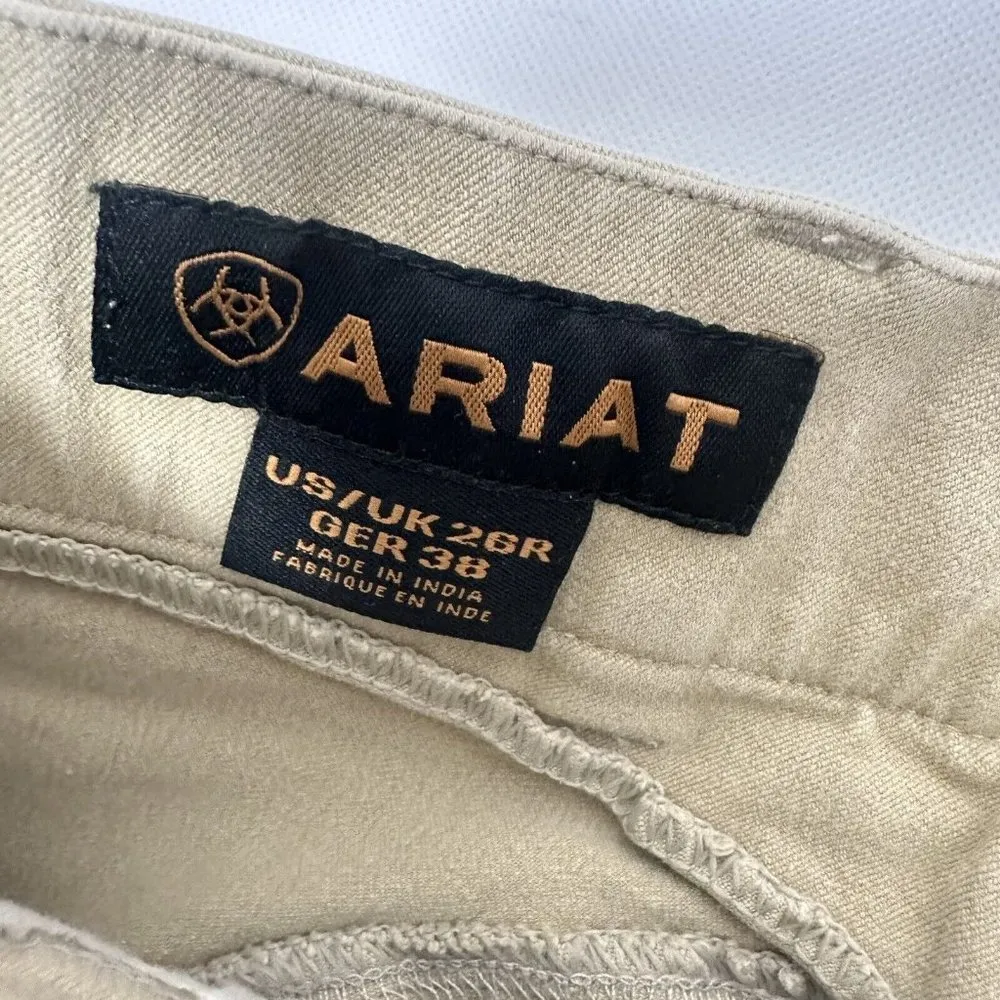 ARIAT
US/UK 26R
GER 38
MADE IN INDIA
FABRIQUE EN INDE